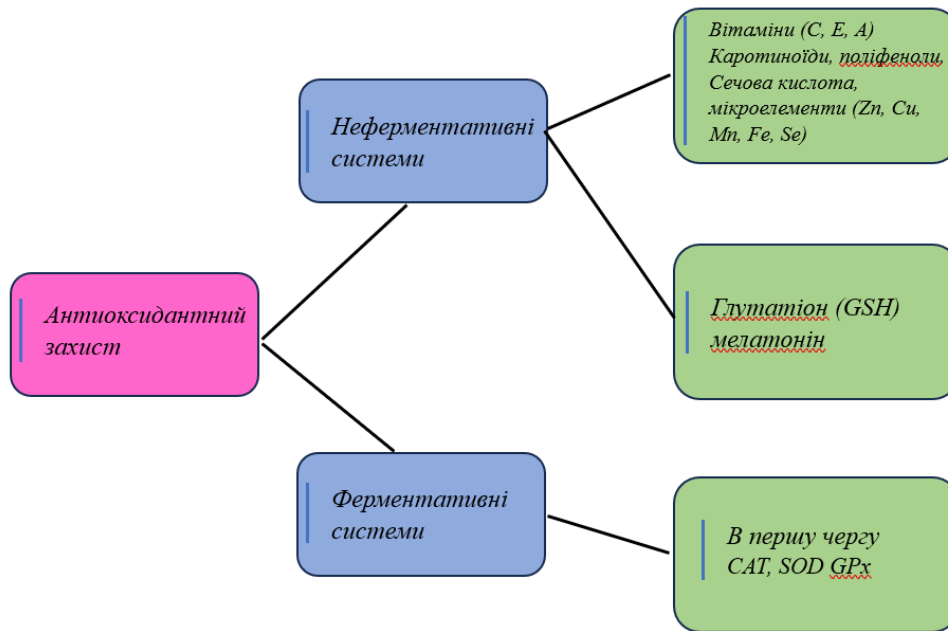 Вітаміни (C, E, A)
Каротиноїди, поліфеноли,
Сечова кислота,
мікроелементи (Zn, Cu,
Mn, Fe, Se)
Неферментативні
системи
Антиоксидантний
захист
Глутатіон (GSH)
мелатонін
Ферментативні
системи
В першу чергу
CAT, SOD GPx